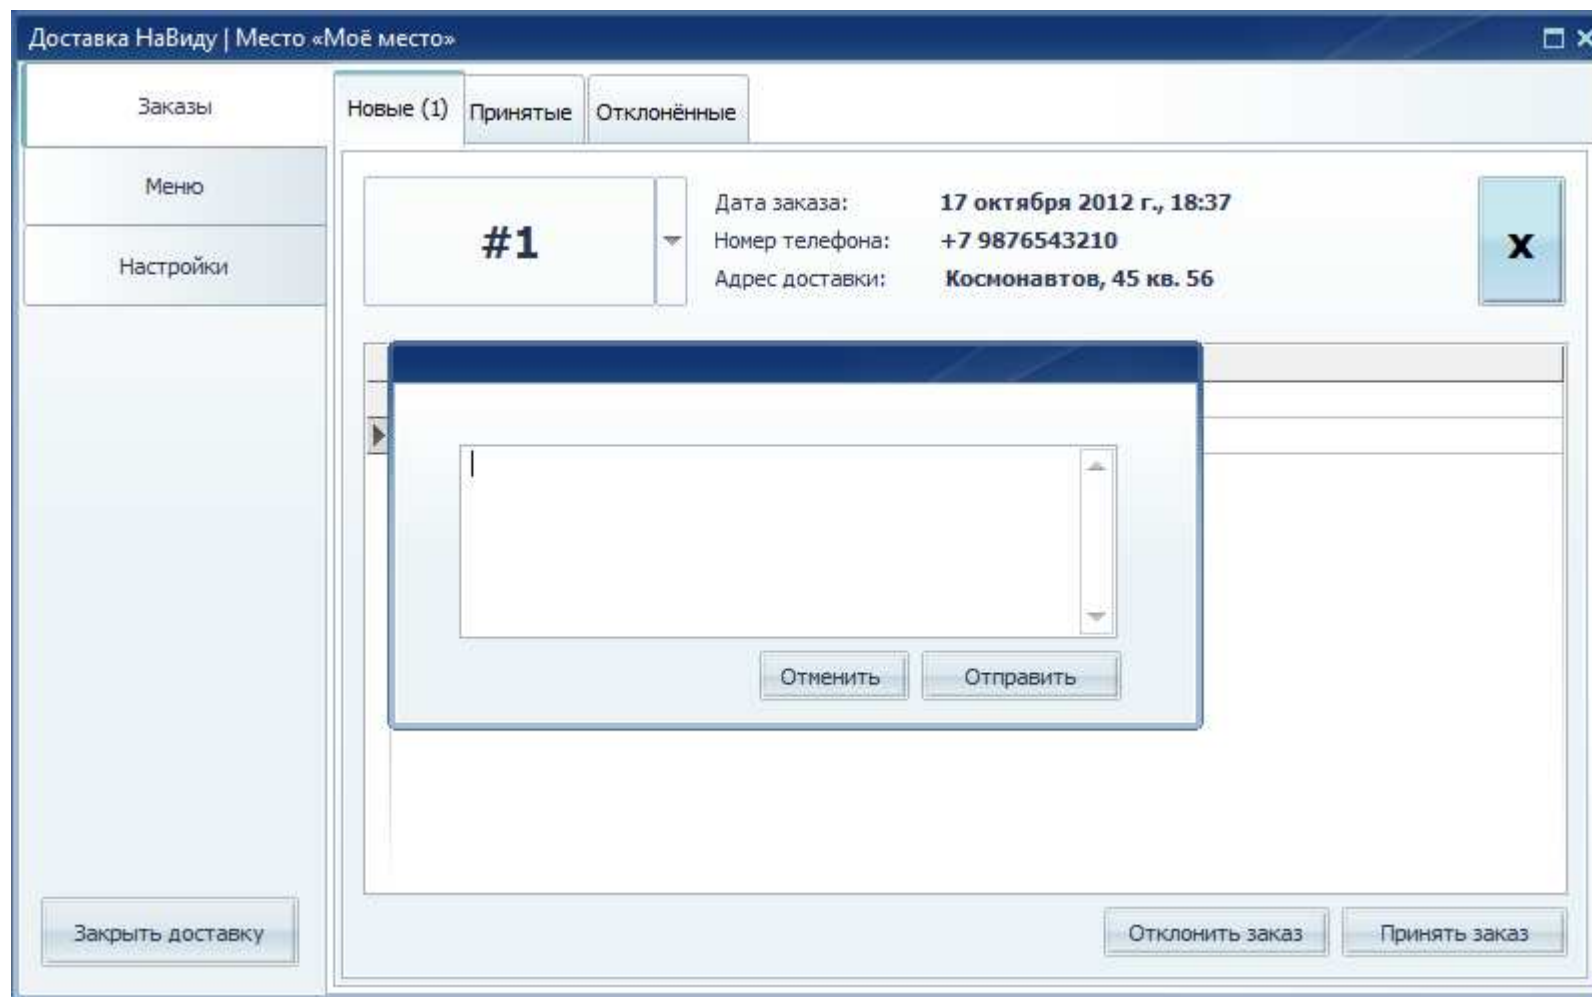 Доставка НаВиду | Место «Моё место»
Заказы
Меню
Настройки
Новые (1) Принятые Отклонённые
#1
Дата заказа: 17 октября 2012 г., 18:37
Номер телефона: +7 9876543210
Адрес доставки: Космонавтов, 45 кв. 56
X
Отменить Отправить
Закрыть доставку
Отклонить заказ Принять заказ